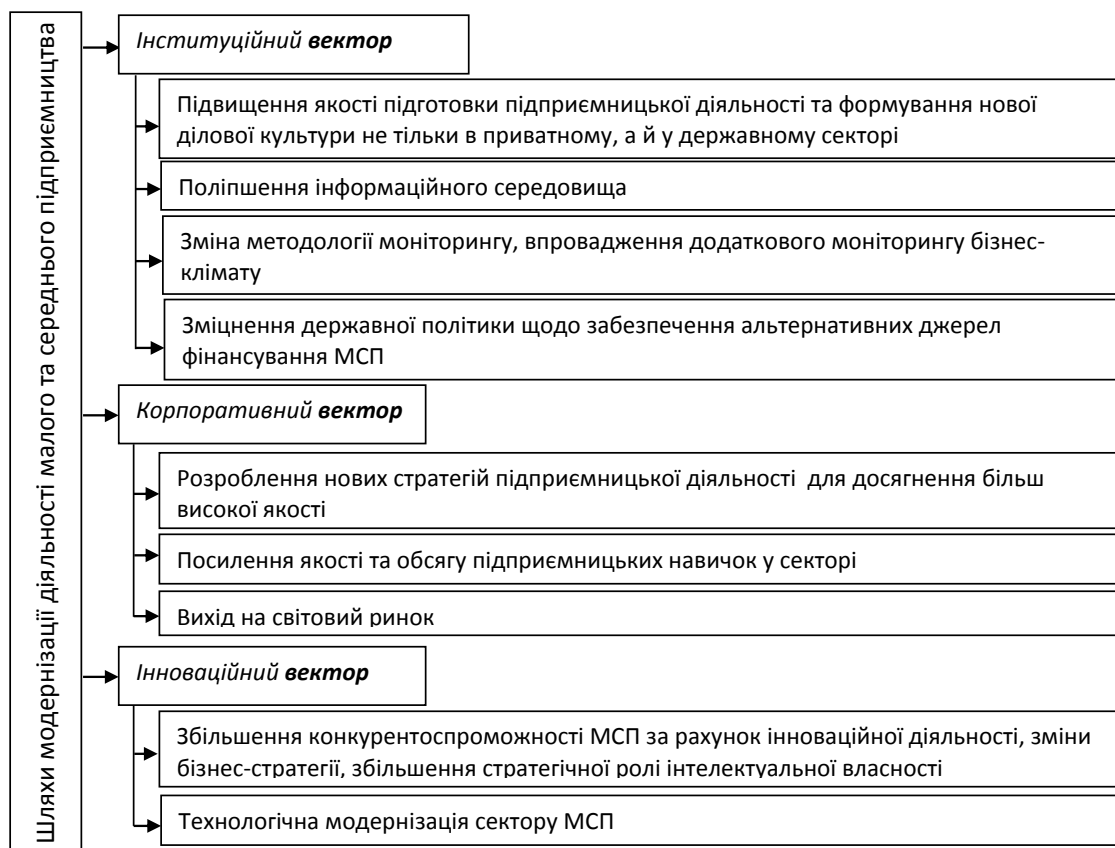 Шляхи модернізації діяльності малого та середнього підприємництва
Інституційний вектор
Підвищення якості підготовки підприємницької діяльності та формування нової
ділової культури не тільки в приватному, а й у державному секторі
Поліпшення інформаційного середовища
Зміна методології моніторингу, впровадження додаткового моніторингу бізнес-
клімату
Зміцнення державної політики щодо забезпечення альтернативних джерел
фінансування МСП
Корпоративний вектор
Розроблення нових стратегій підприємницької діяльності  для досягнення більш
високої якості
Посилення якості та обсягу підприємницьких навичок у секторі
Вихід на світовий ринок
Інноваційний вектор
Збільшення конкурентоспроможності МСП за рахунок інноваційної діяльності, зміни
бізнес-стратегії, збільшення стратегічної ролі інтелектуальної власності
Технологічна модернізація сектору МСП